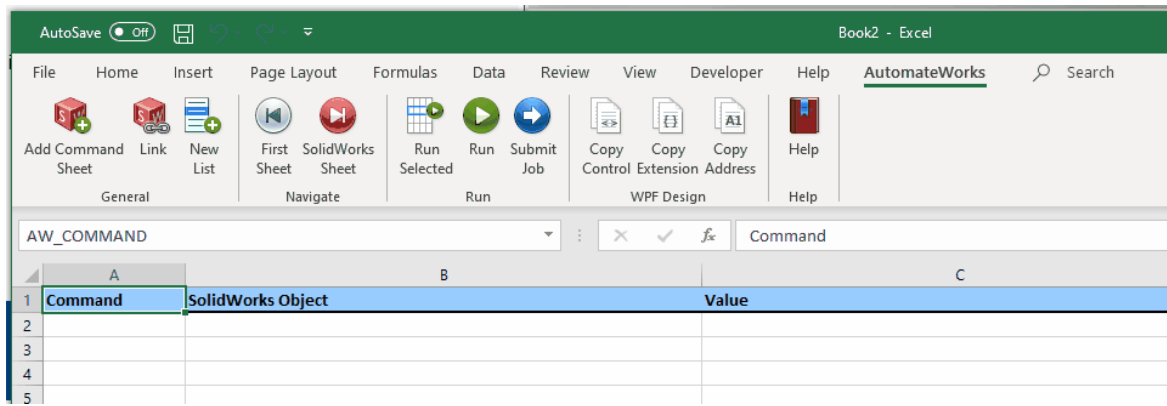 AutoSave Off Book2 - Excel
File Home Insert Page Layout Formulas Data Review View Developer Help AutomateWorks Search
Add Command Sheet Link New List First Sheet SolidWorks Sheet Run Selected Run Submit Job Copy Control Copy Extension Copy Address Help
General Navigate Run WPF Design Help
AW_COMMAND fx Command
A B C
1 Command SolidWorks Object Value
2
3
4
5